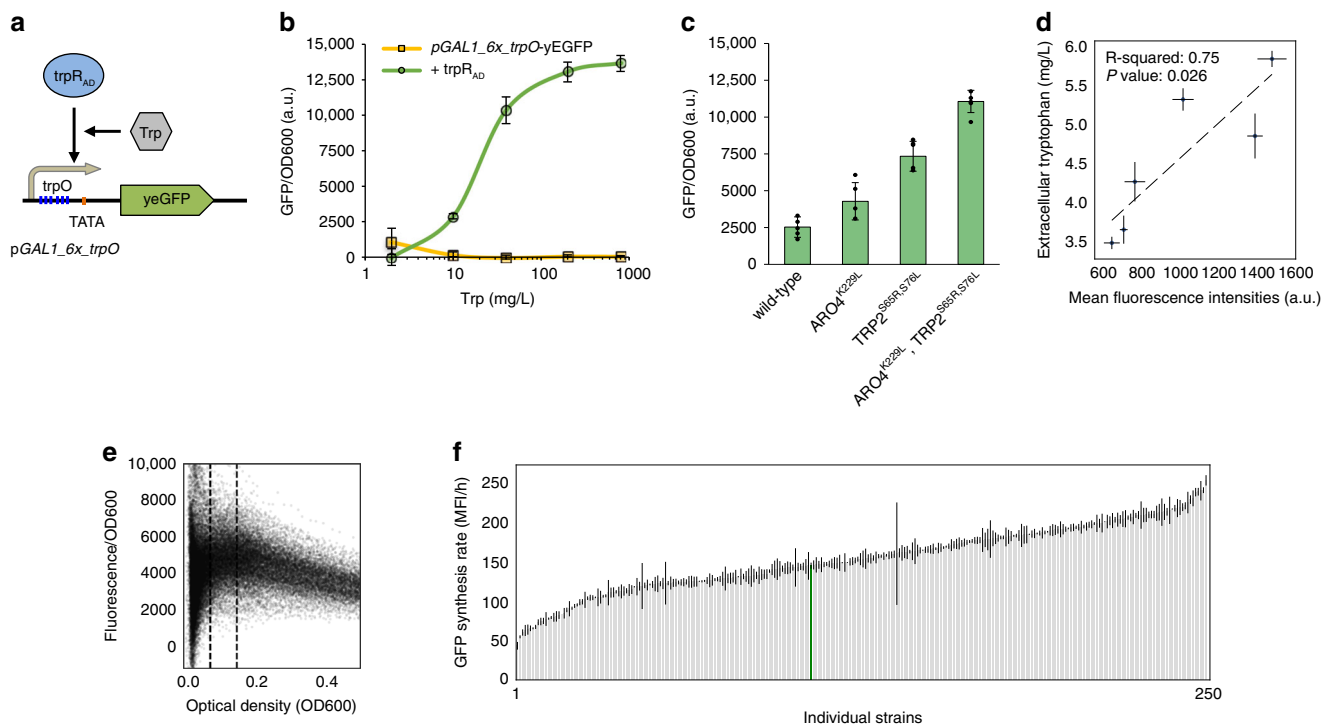 a
trpR_AD
Trp
trpO
TATA
yeGFP
pGAL1_6x_trpO
b
pGAL1_6x_trpO-yEGFP
+ trpR_AD
15,000
12,500
10,000
7500
5000
2500
0
GFP/OD600 (a.u.)
1
10
100
1000
Trp (mg/L)
c
15,000
12,500
10,000
7500
5000
2500
0
GFP/OD600 (a.u.)
wild-type
ARO4^K229L
TRP2^S65R,S76L
ARO4^K229L, TRP2^S65R,S76L
d
R-squared: 0.75
P value: 0.026
6.0
5.5
5.0
4.5
4.0
3.5
Extracellular tryptophan (mg/L)
600
800
1000
1200
1400
1600
Mean fluorescence intensities (a.u.)
e
10,000
8000
6000
4000
2000
0
Fluorescence/OD600
0.0
0.2
0.4
Optical density (OD600)
f
250
200
150
100
50
0
GFP synthesis rate (MFI/h)
1
250
Individual strains